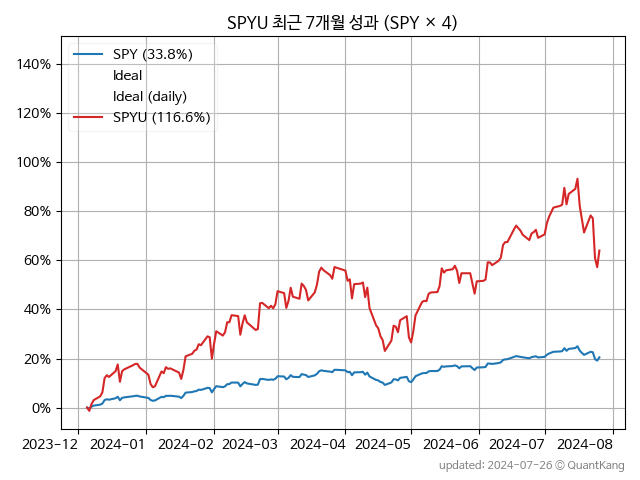 SPYU 최근 7개월 성과 (SPY × 4)
SPY (33.8%)
Ideal
Ideal (daily)
SPYU (116.6%)
140%
120%
100%
80%
60%
40%
20%
0%
2023-12 2024-01 2024-02 2024-03 2024-04 2024-05 2024-06 2024-07 2024-08
updated: 2024-07-26 © QuantKang